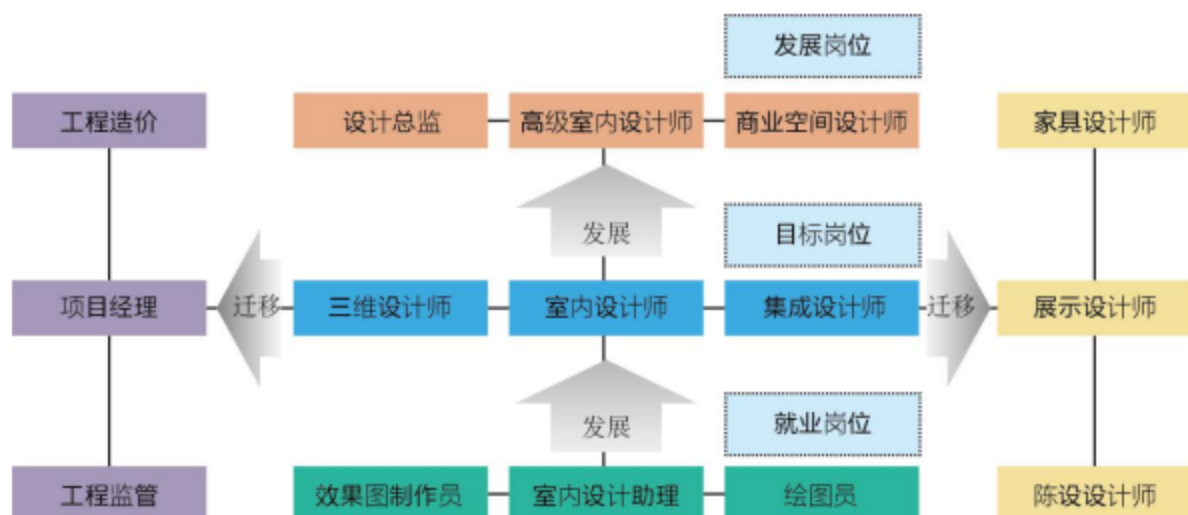 发展岗位
工程造价
设计总监
高级室内设计师
商业空间设计师
家具设计师
发展
目标岗位
项目经理
迁移
三维设计师
室内设计师
集成设计师
迁移
展示设计师
发展
就业岗位
工程监管
效果图制作员
室内设计助理
绘图员
陈设设计师